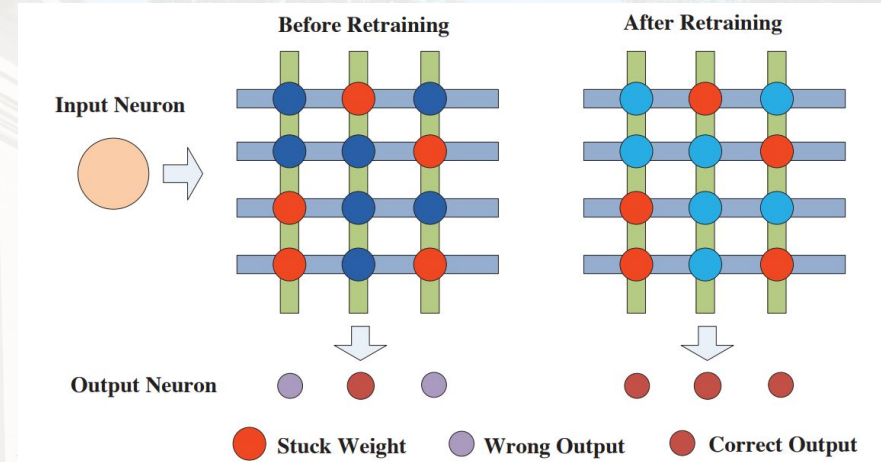 Before Retraining
After Retraining
Input Neuron
Output Neuron
Stuck Weight
Wrong Output
Correct Output